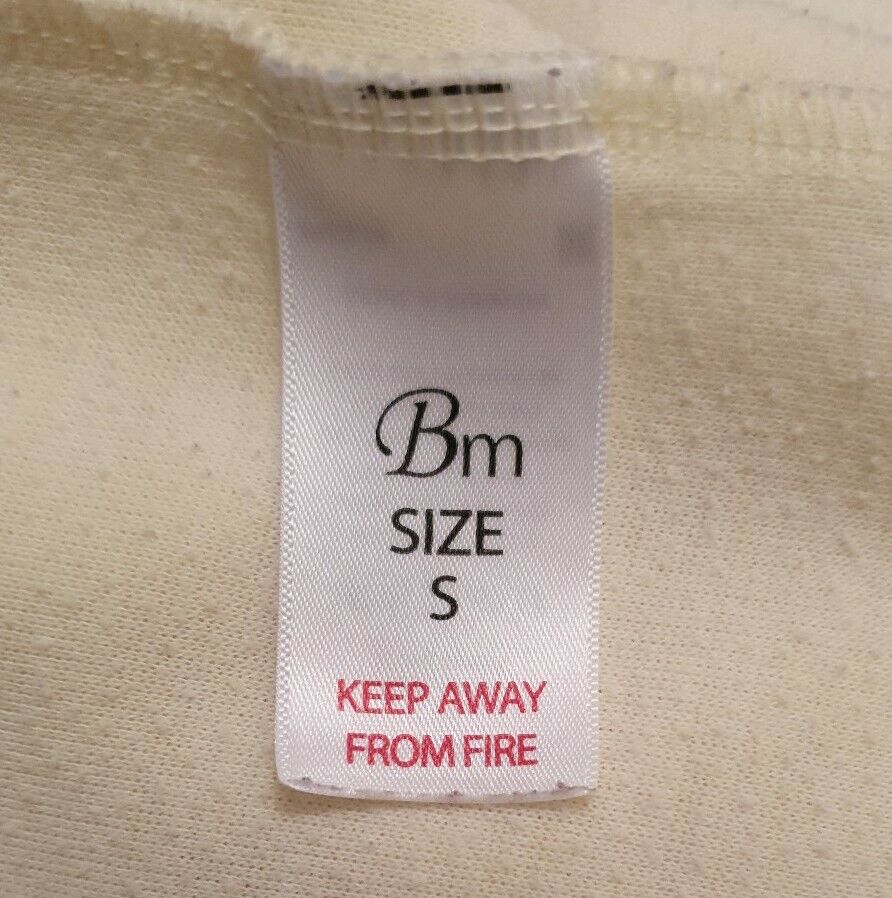 Bm
SIZE
S
KEEP AWAY
FROM FIRE